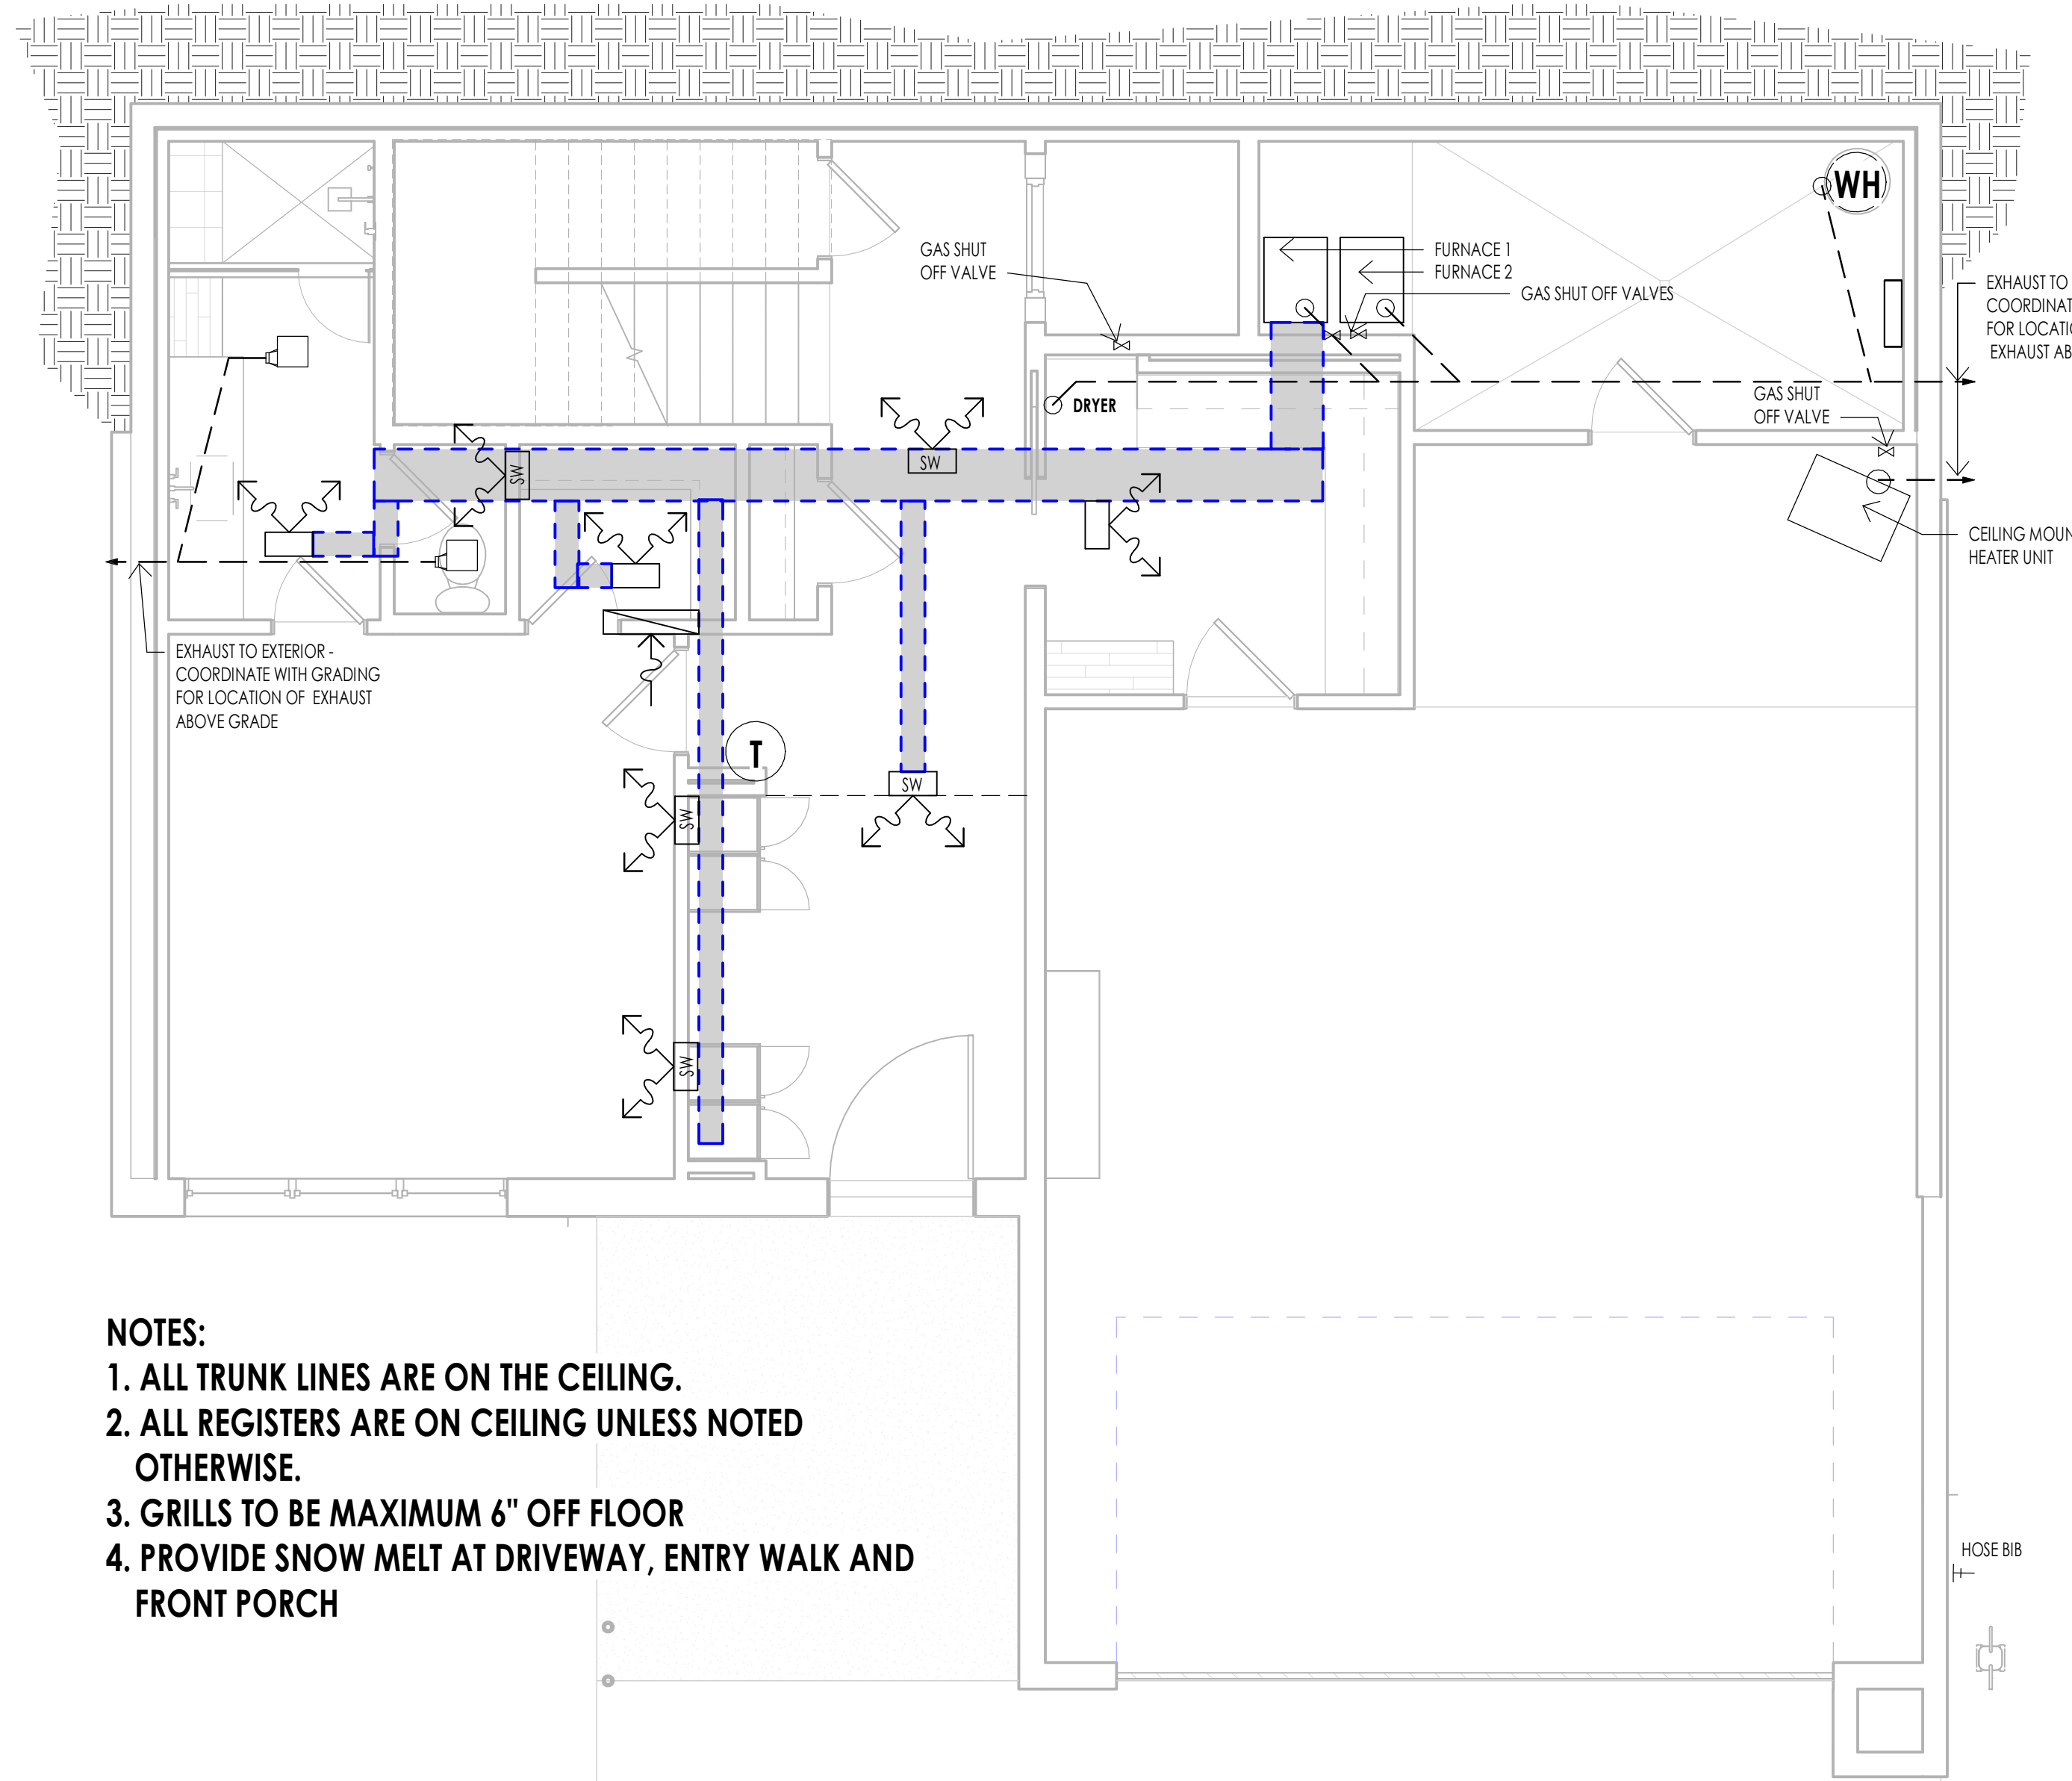 WH
FURNACE 1
FURNACE 2
GAS SHUT
OFF VALVE
GAS SHUT OFF VALVES
EXHAUST TO
COORDINAT
FOR LOCATI
EXHAUST AB
GAS SHUT
OFF VALVE
DRYER
SW
SW
CEILING MOUN
HEATER UNIT
EXHAUST TO EXTERIOR -
COORDINATE WITH GRADING
FOR LOCATION OF EXHAUST
ABOVE GRADE
T
SW
SW
SW
NOTES:
1. ALL TRUNK LINES ARE ON THE CEILING.
2. ALL REGISTERS ARE ON CEILING UNLESS NOTED
OTHERWISE.
3. GRILLS TO BE MAXIMUM 6" OFF FLOOR
4. PROVIDE SNOW MELT AT DRIVEWAY, ENTRY WALK AND
FRONT PORCH
HOSE BIB